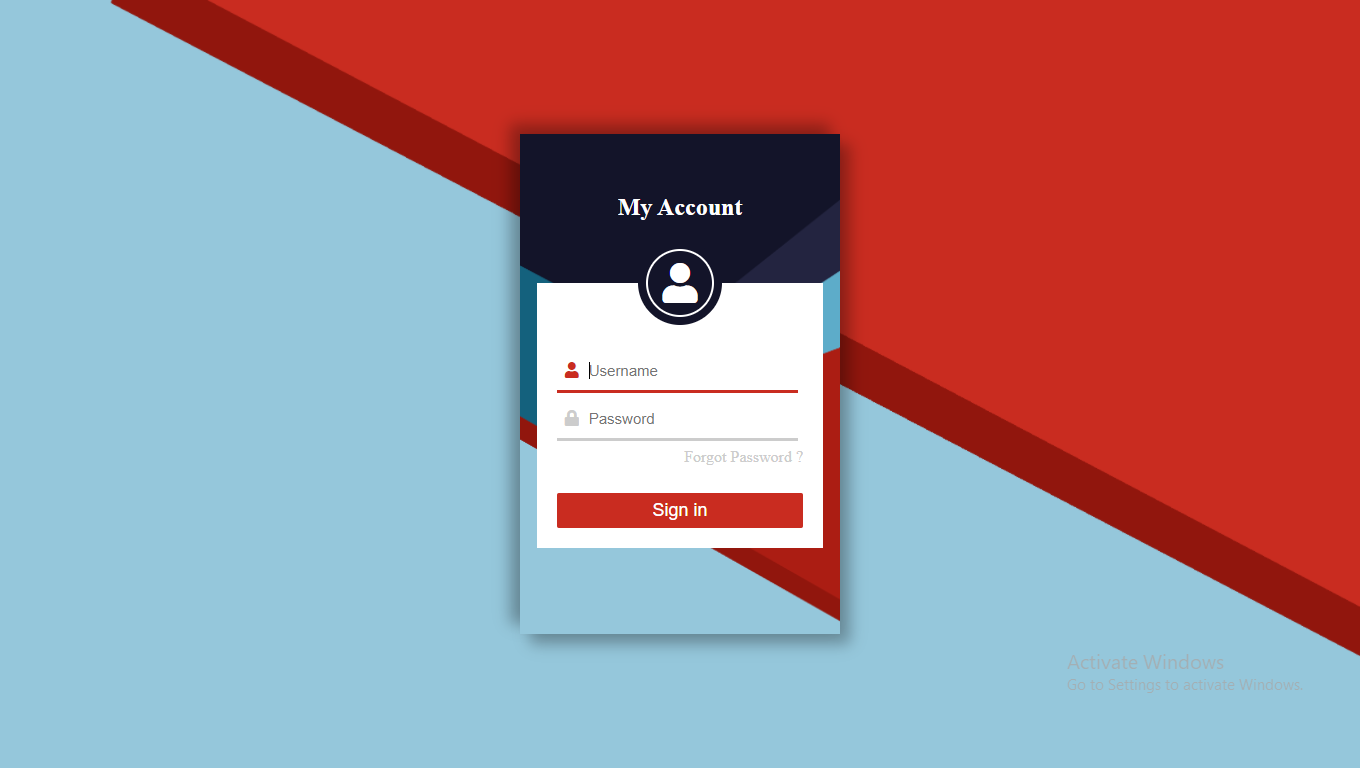 My Account
Username
Password
Forgot Password ?
Sign in
Activate Windows
Go to Settings to activate Windows.